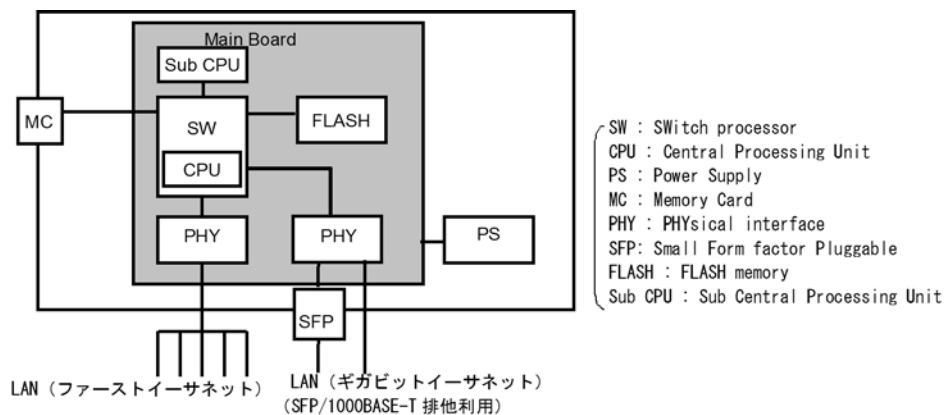 Main Board
Sub CPU
MC
SW
FLASH
CPU
PHY
PHY
PS
SFP
LAN（ファーストイーサネット）
LAN（ギガビットイーサネット）
（SFP/1000BASE-T 排他利用）
SW : SWitch processor
CPU : Central Processing Unit
PS : Power Supply
MC : Memory Card
PHY : PHYsical interface
SFP: Small Form factor Pluggable
FLASH : FLASH memory
Sub CPU : Sub Central Processing Unit